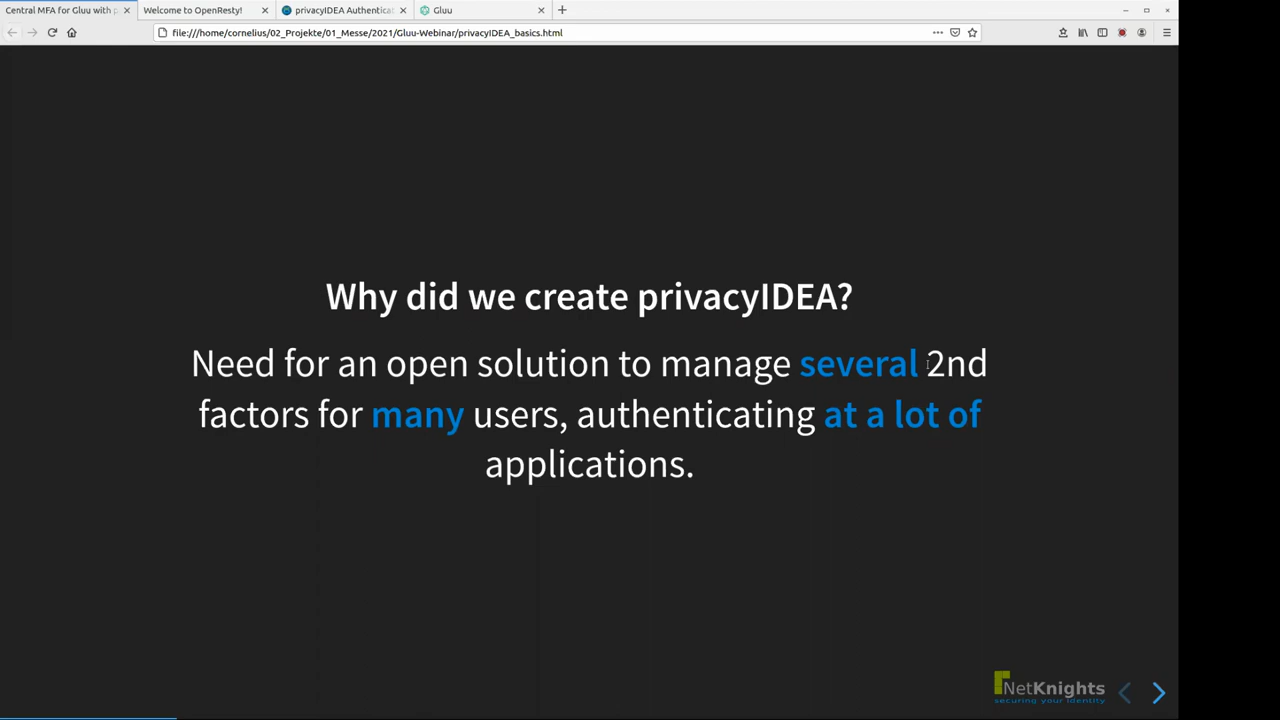 Central MFA for Gluu with p
Welcome to OpenResty!
privacyIDEA Authentica
Gluu
file:///home/cornelius/02_Projekte/01_Messe/2021/Gluu-Webinar/privacyIDEA_basics.html
Why did we create privacyIDEA?
Need for an open solution to manage several 2nd
factors for many users, authenticating at a lot of
applications.
NetKnights
securing your identity